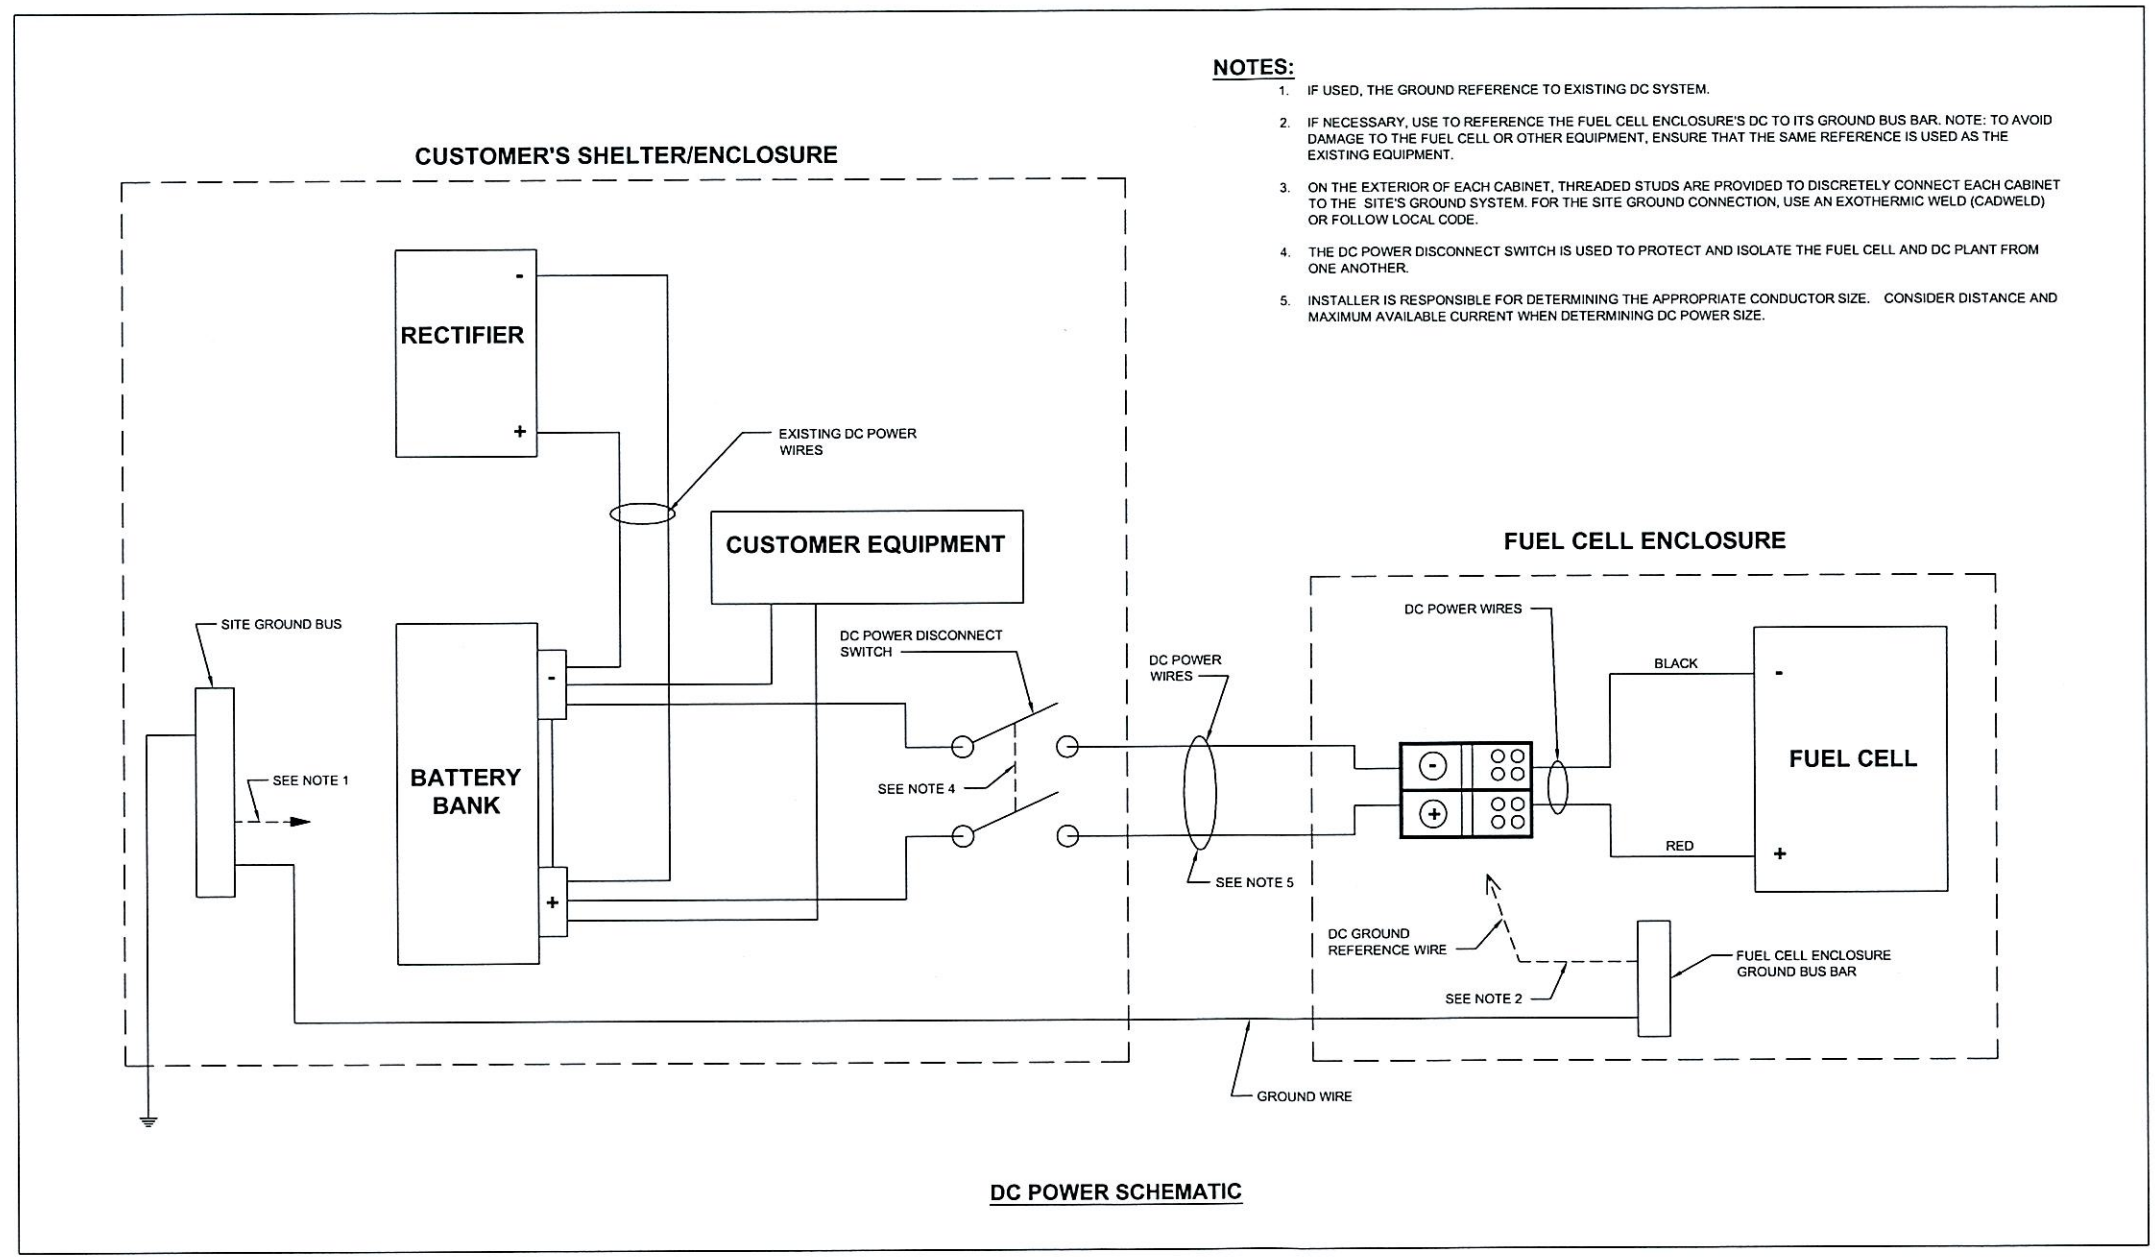 NOTES:
1. IF USED, THE GROUND REFERENCE TO EXISTING DC SYSTEM.
2. IF NECESSARY, USE TO REFERENCE THE FUEL CELL ENCLOSURE'S DC TO ITS GROUND BUS BAR. NOTE: TO AVOID
DAMAGE TO THE FUEL CELL OR OTHER EQUIPMENT, ENSURE THAT THE SAME REFERENCE IS USED AS THE
EXISTING EQUIPMENT.
3. ON THE EXTERIOR OF EACH CABINET, THREADED STUDS ARE PROVIDED TO DISCRETELY CONNECT EACH CABINET
TO THE SITE'S GROUND SYSTEM. FOR THE SITE GROUND CONNECTION, USE AN EXOTHERMIC WELD (CADWELD)
OR FOLLOW LOCAL CODE.
4. THE DC POWER DISCONNECT SWITCH IS USED TO PROTECT AND ISOLATE THE FUEL CELL AND DC PLANT FROM
ONE ANOTHER.
5. INSTALLER IS RESPONSIBLE FOR DETERMINING THE APPROPRIATE CONDUCTOR SIZE. CONSIDER DISTANCE AND
MAXIMUM AVAILABLE CURRENT WHEN DETERMINING DC POWER SIZE.
CUSTOMER'S SHELTER/ENCLOSURE
-
RECTIFIER
+
EXISTING DC POWER
WIRES
CUSTOMER EQUIPMENT
SITE GROUND BUS
DC POWER DISCONNECT
SWITCH
-
SEE NOTE 1
BATTERY
BANK
SEE NOTE 4
+
DC POWER
WIRES
SEE NOTE 5
FUEL CELL ENCLOSURE
DC POWER WIRES
BLACK
-
FUEL CELL
-
+
RED
+
DC GROUND
REFERENCE WIRE
SEE NOTE 2
FUEL CELL ENCLOSURE
GROUND BUS BAR
GROUND WIRE
DC POWER SCHEMATIC